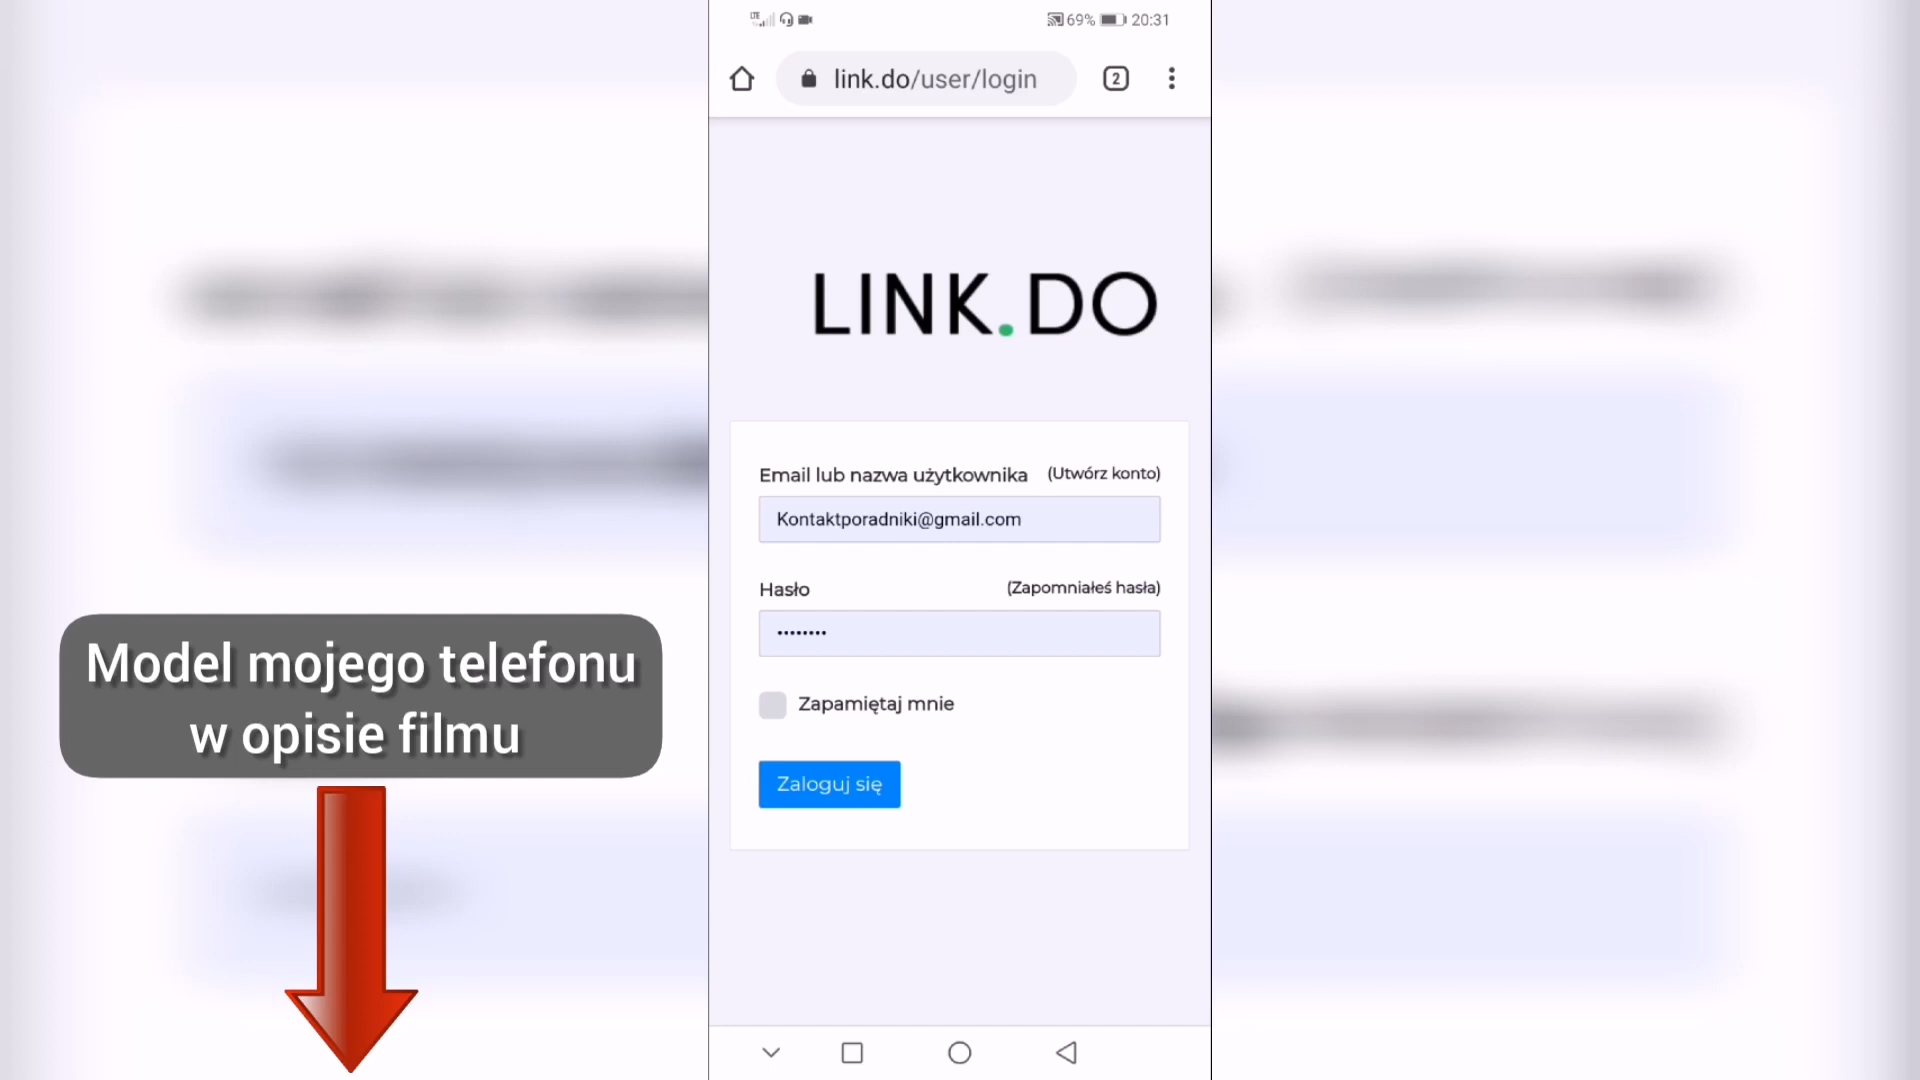 LTE 69% 20:31
link.do/user/login 2
LINK.DO
Email lub nazwa użytkownika (Utwórz konto)
Kontaktporadniki@gmail.com
Hasło (Zapomniałeś hasła)
••••••••
Zapamiętaj mnie
Zaloguj się
Model mojego telefonu
w opisie filmu